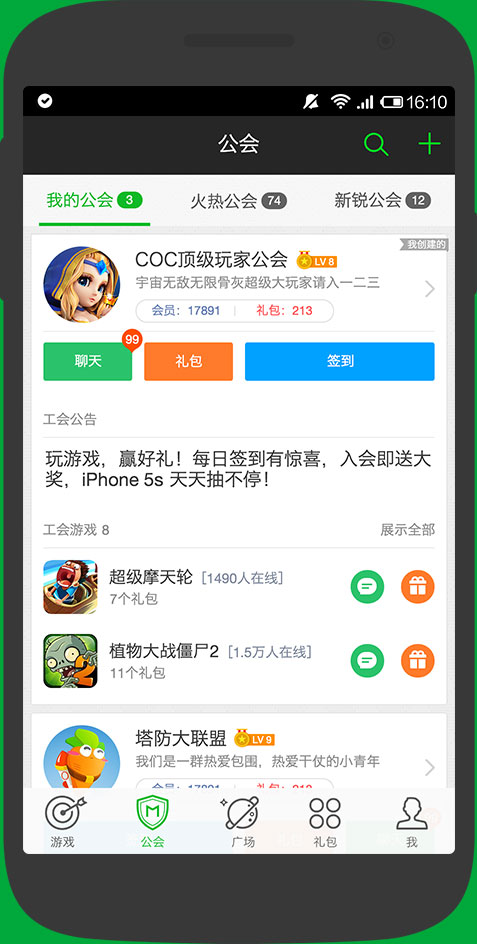 16:10
公会
我的公会 3
火热公会 74
新锐公会 12
我创建的
COC顶级玩家公会 LV 8
宇宙无敌无限骨灰超级大玩家请入一二三
会员：17891 礼包：213
聊天 99
礼包
签到
工会公告
玩游戏，赢好礼！每日签到有惊喜，入会即送大
奖，iPhone 5s 天天抽不停！
工会游戏 8
展示全部
超级摩天轮 [1490人在线]
7个礼包
植物大战僵尸2 [1.5万人在线]
11个礼包
塔防大联盟 LV 9
我们是一群热爱包围，热爱干仗的小青年
游戏
公会
广场
礼包
我